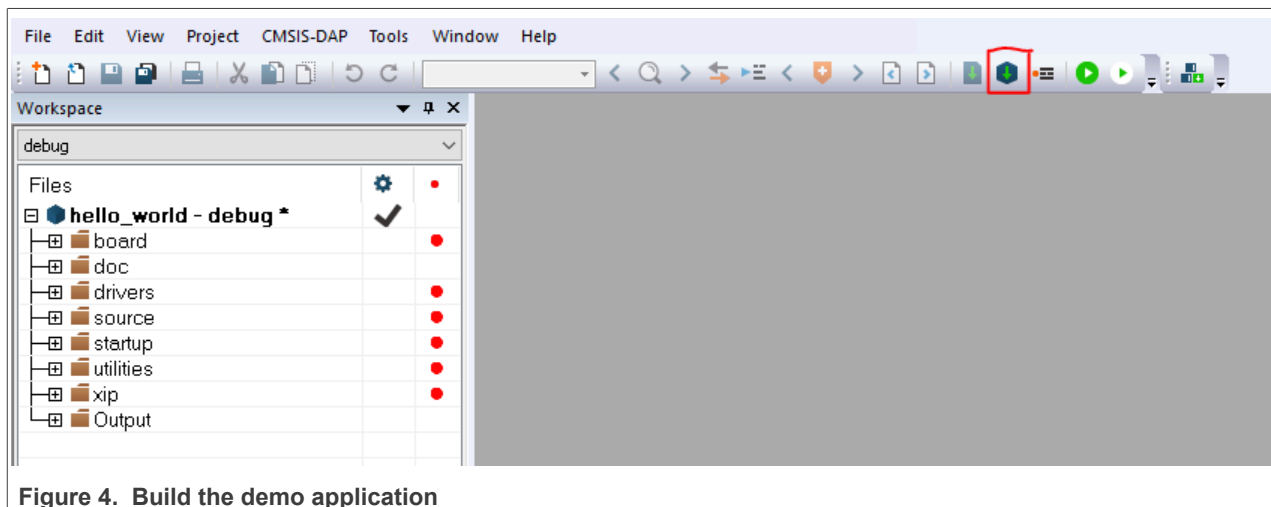 File Edit View Project CMSIS-DAP Tools Window Help
Workspace
debug
Files
hello_world - debug *
board
doc
drivers
source
startup
utilities
xip
Output
Figure 4. Build the demo application